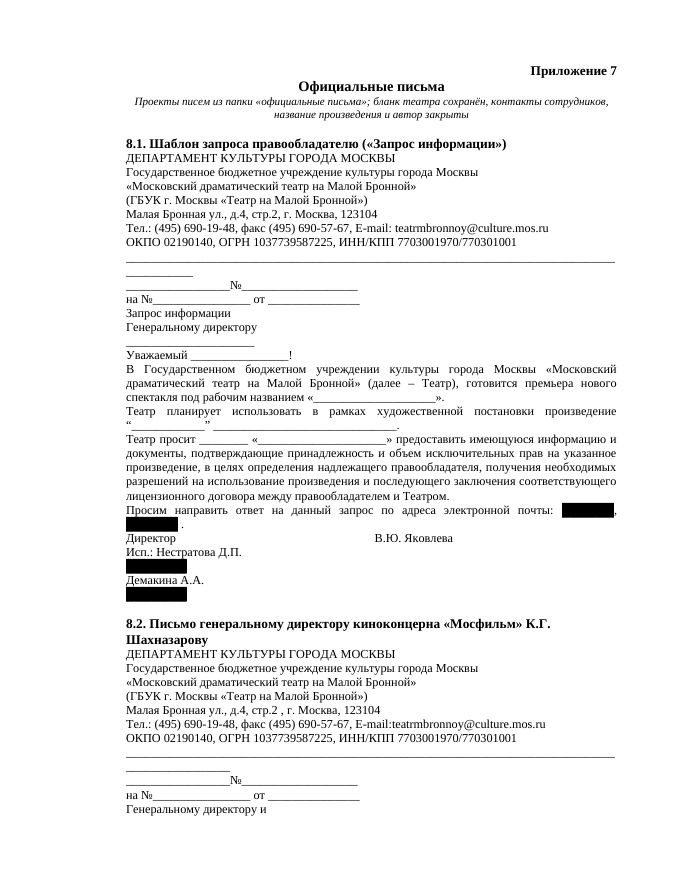 Приложение 7
Официальные письма
Проекты писем из папки «официальные письма»; бланк театра сохранён, контакты сотрудников,
название произведения и автор закрыты
8.1. Шаблон запроса правообладателю («Запрос информации»)
ДЕПАРТАМЕНТ КУЛЬТУРЫ ГОРОДА МОСКВЫ
Государственное бюджетное учреждение культуры города Москвы
«Московский драматический театр на Малой Бронной»
(ГБУК г. Москвы «Театр на Малой Бронной»)
Малая Бронная ул., д.4, стр.2, г. Москва, 123104
Тел.: (495) 690-19-48, факс (495) 690-57-67, E-mail: teatrmbronnoy@culture.mos.ru
ОКПО 02190140, ОГРН 1037739587225, ИНН/КПП 7703001970/770301001
________________________________________________________________________________
___________
_________________№___________________
на №________________ от _______________
Запрос информации
Генеральному директору
_____________________
Уважаемый ________________!
В Государственном бюджетном учреждении культуры города Москвы «Московский
драматический театр на Малой Бронной» (далее – Театр), готовится премьера нового
спектакля под рабочим названием «____________________».
Театр планирует использовать в рамках художественной постановки произведение
“____________” ______________________________.
Театр просит ________ «_____________________» предоставить имеющуюся информацию и
документы, подтверждающие принадлежность и объем исключительных прав на указанное
произведение, в целях определения надлежащего правообладателя, получения необходимых
разрешений на использование произведения и последующего заключения соответствующего
лицензионного договора между правообладателем и Театром.
Просим направить ответ на данный запрос по адреса электронной почты: ,
.
Директор В.Ю. Яковлева
Исп.: Нестратова Д.П.
Демакина А.А.
8.2. Письмо генеральному директору киноконцерна «Мосфильм» К.Г.
Шахназарову
ДЕПАРТАМЕНТ КУЛЬТУРЫ ГОРОДА МОСКВЫ
Государственное бюджетное учреждение культуры города Москвы
«Московский драматический театр на Малой Бронной»
(ГБУК г. Москвы «Театр на Малой Бронной»)
Малая Бронная ул., д.4, стр.2 , г. Москва, 123104
Тел.: (495) 690-19-48, факс (495) 690-57-67, E-mail:teatrmbronnoy@culture.mos.ru
ОКПО 02190140, ОГРН 1037739587225, ИНН/КПП 7703001970/770301001
________________________________________________________________________________
_________________
_________________№___________________
на №________________ от _______________
Генеральному директору и